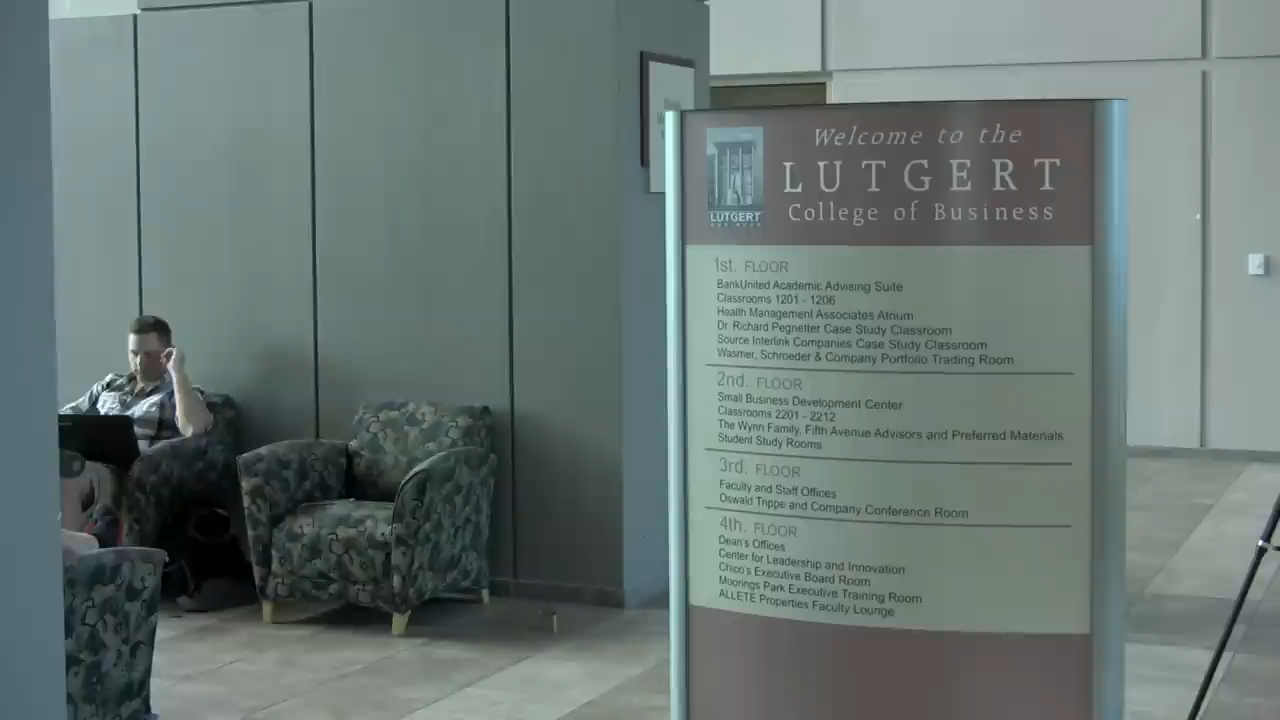 Welcome to the
LUTGERT
College of Business
LUTGERT
1st. FLOOR
BankUnited Academic Advising Suite
Classrooms 1201 - 1206
Health Management Associates Atrium
Dr. Richard Pegnetter Case Study Classroom
Source Interlink Companies Case Study Classroom
Wasmer, Schroeder & Company Portfolio Trading Room
2nd. FLOOR
Small Business Development Center
Classrooms 2201 - 2212
The Wynn Family, Fifth Avenue Advisors and Preferred Materials
Student Study Rooms
3rd. FLOOR
Faculty and Staff Offices
Oswald Trippe and Company Conference Room
4th. FLOOR
Dean's Offices
Center for Leadership and Innovation
Chico's Executive Board Room
Moorings Park Executive Training Room
ALLETE Properties Faculty Lounge